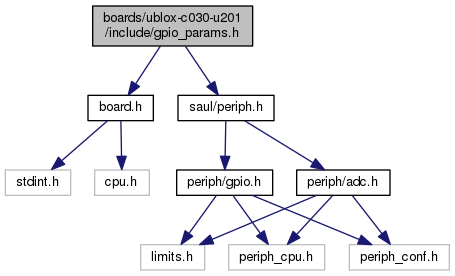 boards/ublox-c030-u201
/include/gpio_params.h
board.h
saul/periph.h
stdint.h
cpu.h
periph/gpio.h
periph/adc.h
limits.h
periph_cpu.h
periph_conf.h